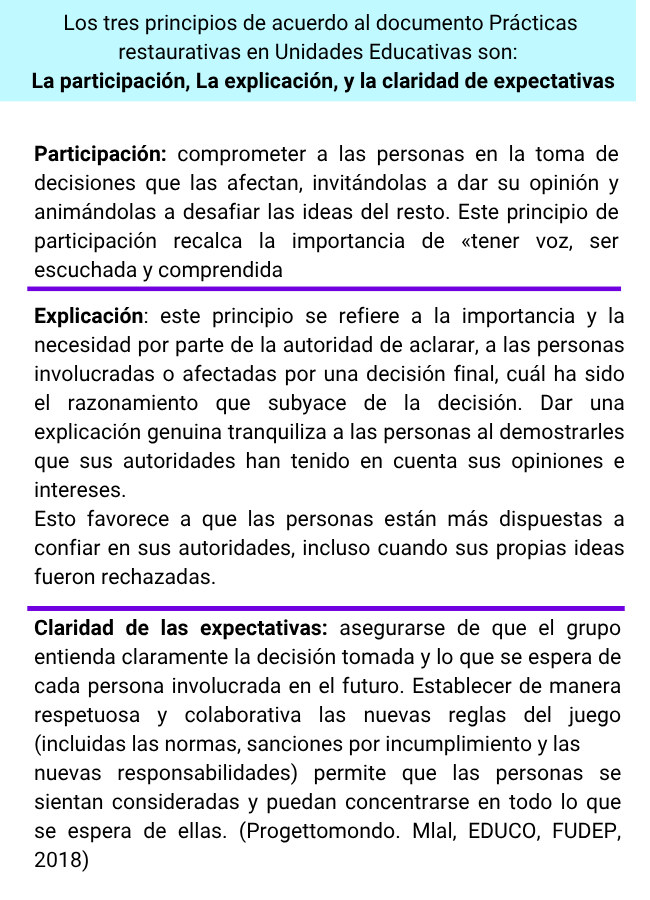 Los tres principios de acuerdo al documento Prácticas
restaurativas en Unidades Educativas son:
La participación, La explicación, y la claridad de expectativas
Participación: comprometer a las personas en la toma de
decisiones que las afectan, invitándolas a dar su opinión y
animándolas a desafiar las ideas del resto. Este principio de
participación recalca la importancia de «tener voz, ser
escuchada y comprendida
Explicación: este principio se refiere a la importancia y la
necesidad por parte de la autoridad de aclarar, a las personas
involucradas o afectadas por una decisión final, cuál ha sido
el razonamiento que subyace de la decisión. Dar una
explicación genuina tranquiliza a las personas al demostrarles
que sus autoridades han tenido en cuenta sus opiniones e
intereses.
Esto favorece a que las personas están más dispuestas a
confiar en sus autoridades, incluso cuando sus propias ideas
fueron rechazadas.
Claridad de las expectativas: asegurarse de que el grupo
entienda claramente la decisión tomada y lo que se espera de
cada persona involucrada en el futuro. Establecer de manera
respetuosa y colaborativa las nuevas reglas del juego
(incluidas las normas, sanciones por incumplimiento y las
nuevas responsabilidades) permite que las personas se
sientan consideradas y puedan concentrarse en todo lo que
se espera de ellas. (Progettomondo. Mlal, EDUCO, FUDEP,
2018)